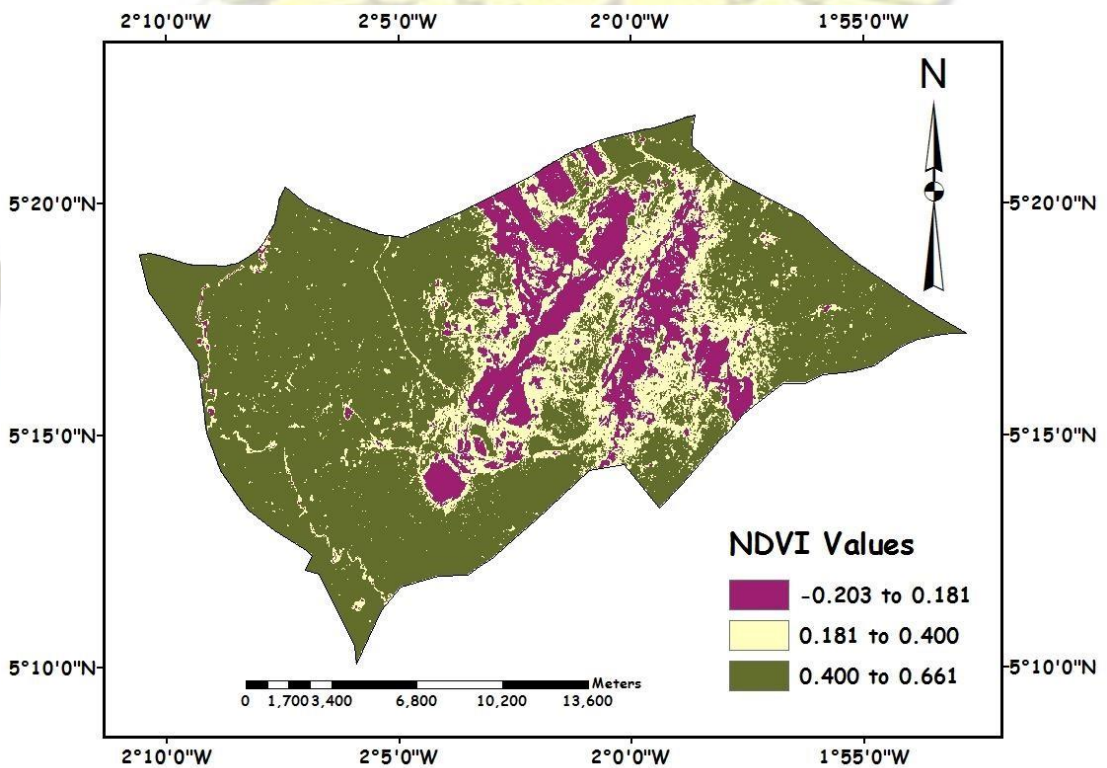 2°10'0"W 2°5'0"W 2°0'0"W 1°55'0"W
N
5°20'0"N 5°20'0"N
5°15'0"N 5°15'0"N
NDVI Values
-0.203 to 0.181
0.181 to 0.400
0.400 to 0.661
5°10'0"N 5°10'0"N
Meters
0 1,700 3,400 6,800 10,200 13,600
2°10'0"W 2°5'0"W 2°0'0"W 1°55'0"W